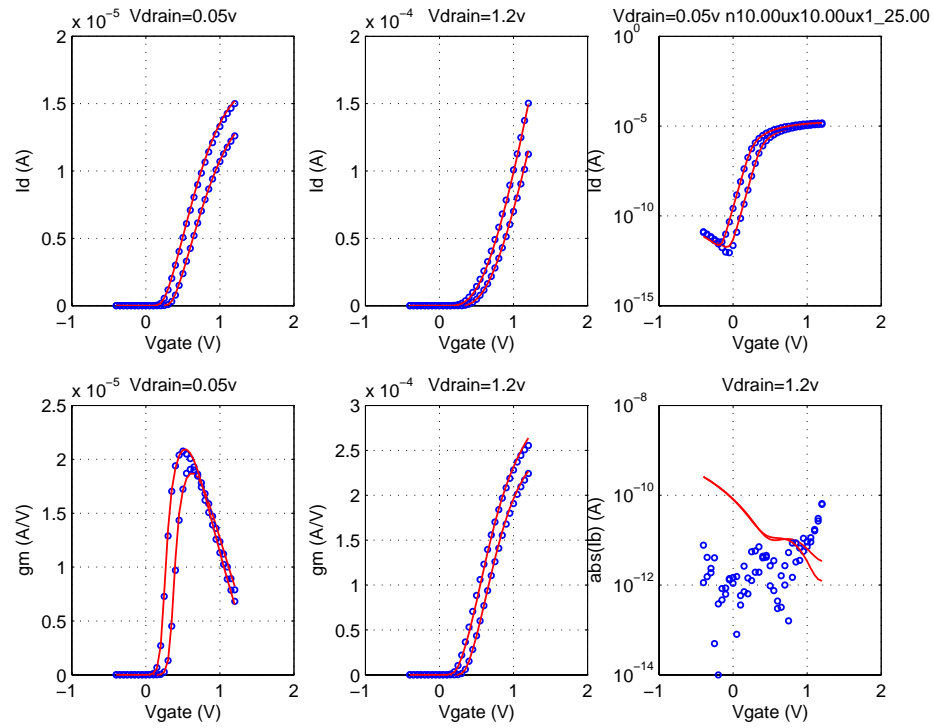 x 10^-5 Vdrain=0.05v
2
1.5
1
0.5
0
Id (A)
−1 0 1 2
Vgate (V)
x 10^-4 Vdrain=1.2v
2
1.5
1
0.5
0
Id (A)
−1 0 1 2
Vgate (V)
Vdrain=0.05v n10.00ux10.00ux1_25.00
10^0
10^-5
10^-10
10^-15
Id (A)
−1 0 1 2
Vgate (V)
x 10^-5 Vdrain=0.05v
2.5
2
1.5
1
0.5
0
gm (A/V)
−1 0 1 2
Vgate (V)
x 10^-4 Vdrain=1.2v
3
2.5
2
1.5
1
0.5
0
gm (A/V)
−1 0 1 2
Vgate (V)
Vdrain=1.2v
10^-8
10^-10
10^-12
10^-14
abs(Ib) (A)
−1 0 1 2
Vgate (V)